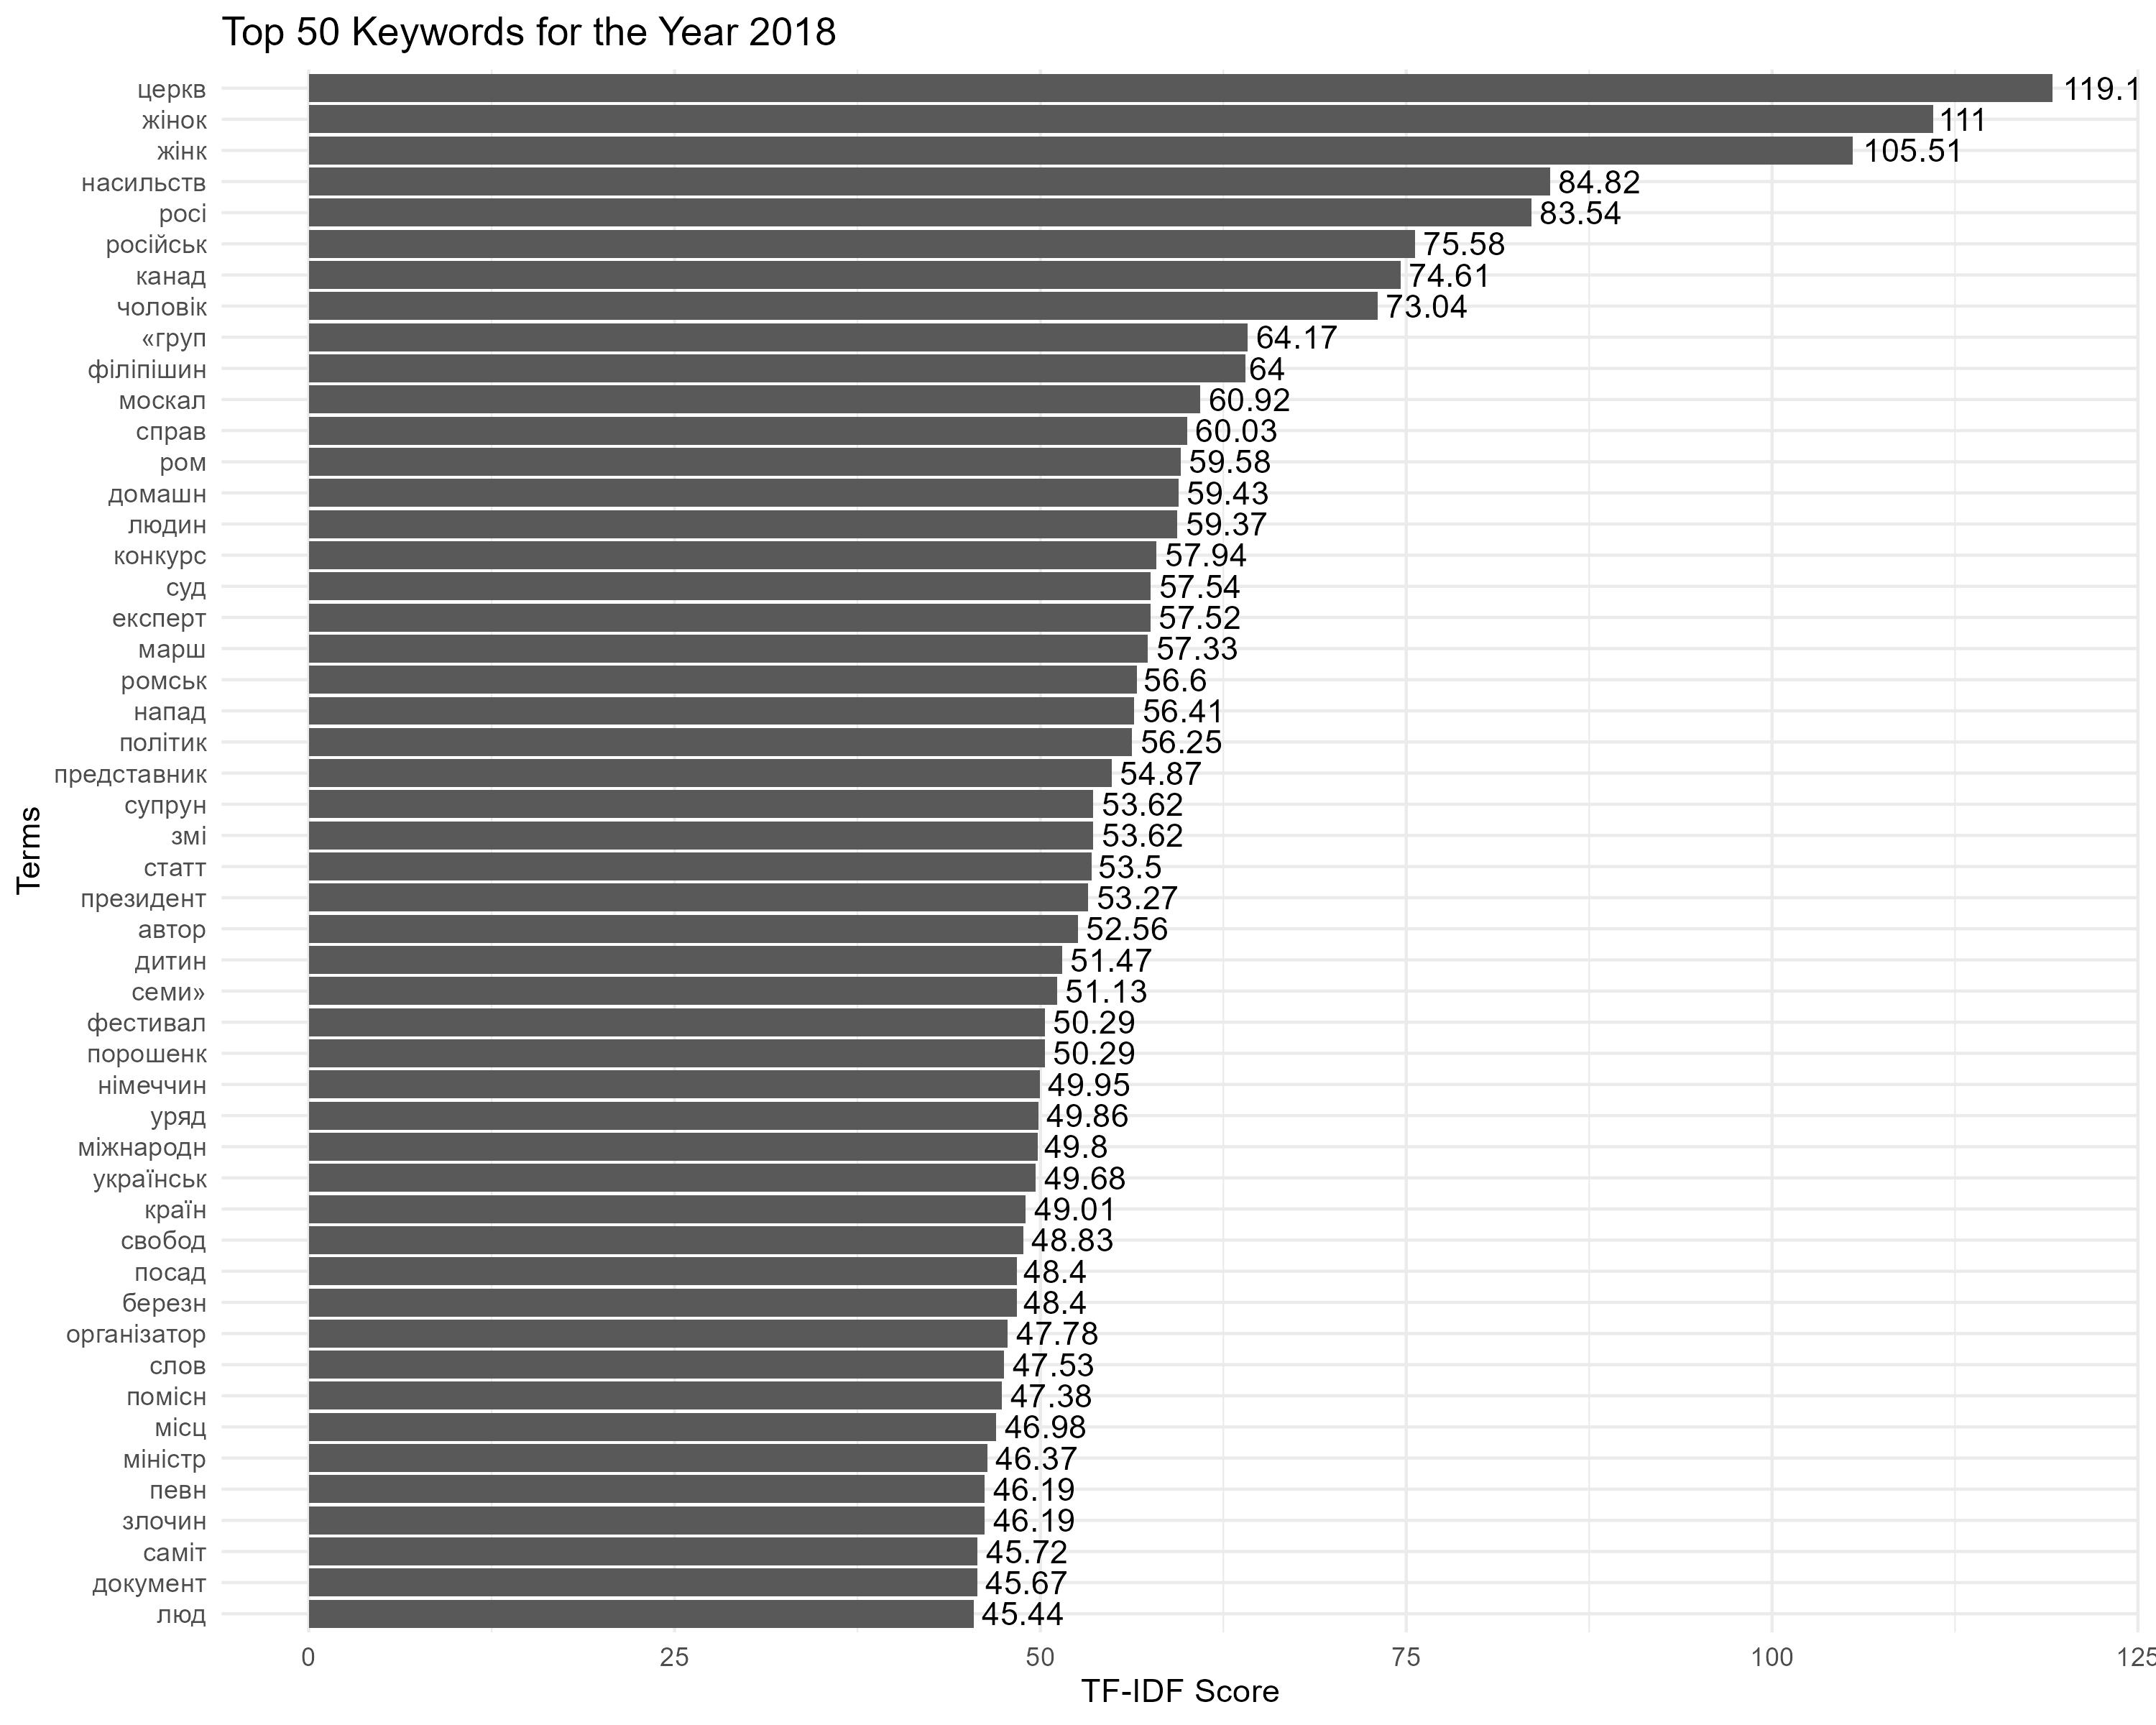 Top 50 Keywords for the Year 2018
церкв 119.1
жінок 111
жінк 105.51
насильств 84.82
росі 83.54
російськ 75.58
канад 74.61
чоловік 73.04
«груп 64.17
філіпішин 64
москал 60.92
справ 60.03
ром 59.58
домашн 59.43
людин 59.37
конкурс 57.94
суд 57.54
експерт 57.52
марш 57.33
ромськ 56.6
напад 56.41
політик 56.25
представник 54.87
супрун 53.62
змі 53.62
статт 53.5
президент 53.27
автор 52.56
дитин 51.47
семи» 51.13
фестивал 50.29
порошенк 50.29
німеччин 49.95
уряд 49.86
міжнародн 49.8
українськ 49.68
країн 49.01
свобод 48.83
посад 48.4
березн 48.4
організатор 47.78
слов 47.53
помісн 47.38
місц 46.98
міністр 46.37
певн 46.19
злочин 46.19
саміт 45.72
документ 45.67
люд 45.44
0 25 50 75 100 125
TF-IDF Score
Terms